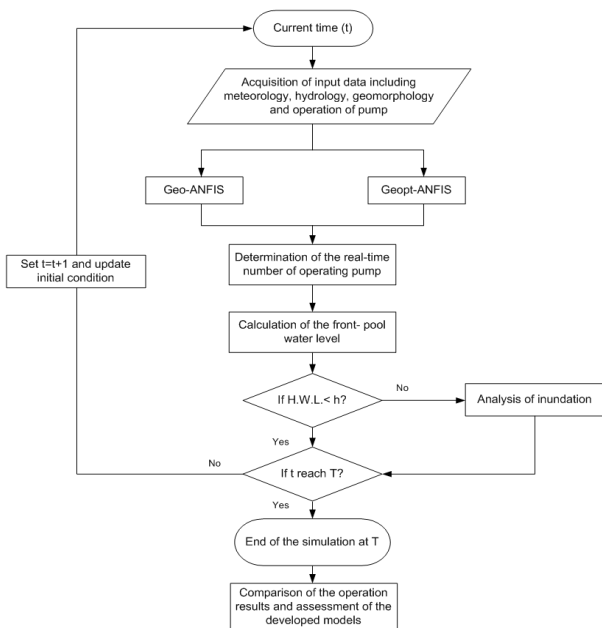 Current time (t)
Acquisition of input data including
meteorology, hydrology, geomorphology
and operation of pump
Geo-ANFIS
Geopt-ANFIS
Set t=t+1 and update
initial condition
Determination of the real-time
number of operating pump
Calculation of the front- pool
water level
If H.W.L.< h?
No
Analysis of inundation
Yes
No
If t reach T?
Yes
End of the simulation at T
Comparison of the operation
results and assessment of the
developed models